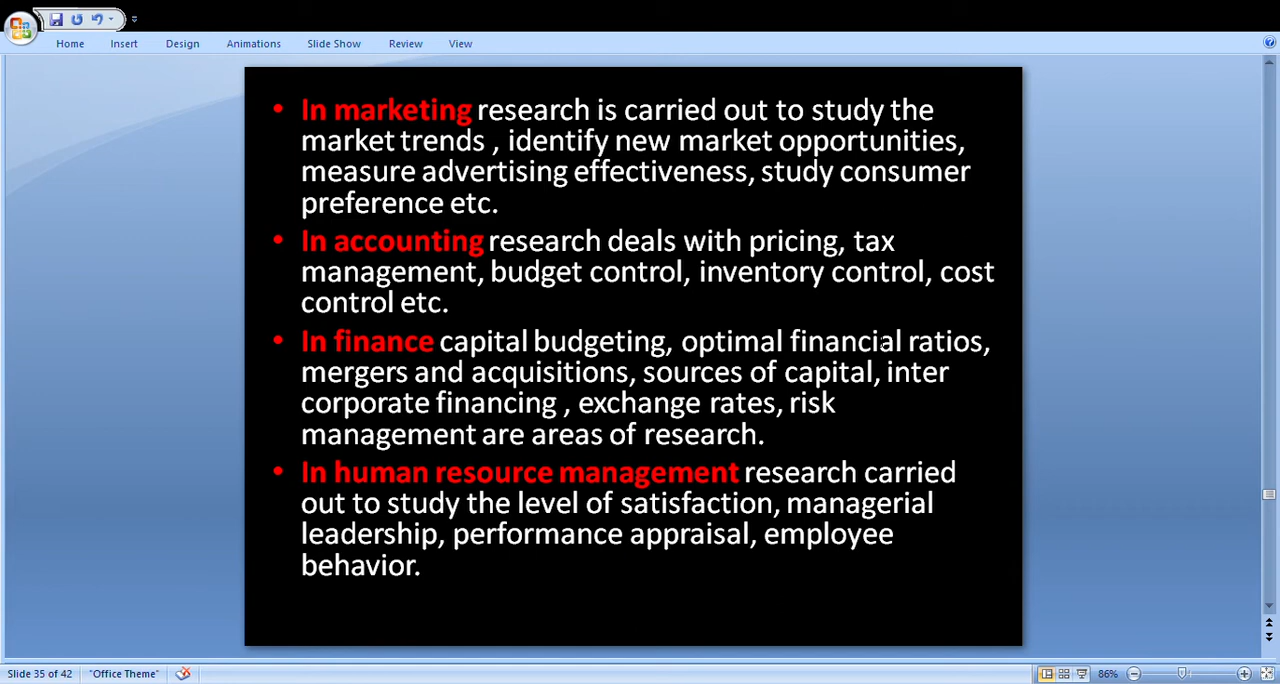 Home Insert Design Animations Slide Show Review View
• In marketing research is carried out to study the
market trends , identify new market opportunities,
measure advertising effectiveness, study consumer
preference etc.
• In accounting research deals with pricing, tax
management, budget control, inventory control, cost
control etc.
• In finance capital budgeting, optimal financial ratios,
mergers and acquisitions, sources of capital, inter
corporate financing , exchange rates, risk
management are areas of research.
• In human resource management research carried
out to study the level of satisfaction, managerial
leadership, performance appraisal, employee
behavior.
Slide 35 of 42 "Office Theme" 86%